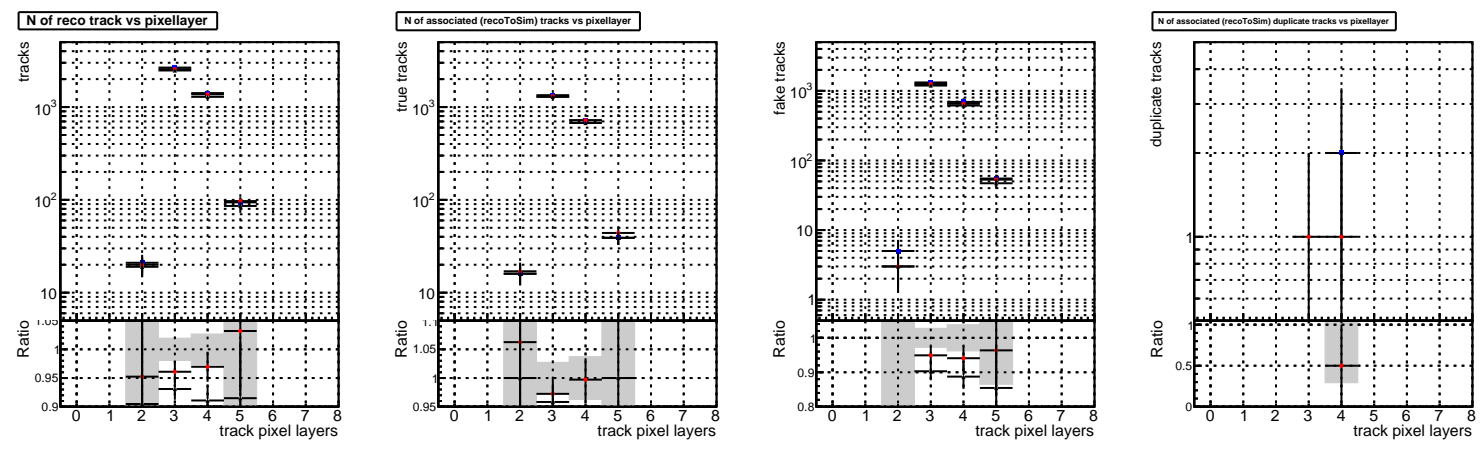 N of reco track vs pixellayer
tracks
10³
10²
10
Ratio
1.05
1
0.95
0.9
0 1 2 3 4 5 6 7 8
track pixel layers
N of associated (recoToSim) tracks vs pixellayer
true tracks
10³
10²
10
Ratio
1.1
1.05
1
0.95
0 1 2 3 4 5 6 7 8
track pixel layers
fake tracks
10³
10²
10
1
Ratio
1
0.9
0.8
0 1 2 3 4 5 6 7 8
track pixel layers
N of associated (recoToSim) duplicate tracks vs pixellayer
duplicate tracks
1
Ratio
1
0.5
0
0 1 2 3 4 5 6 7 8
track pixel layers